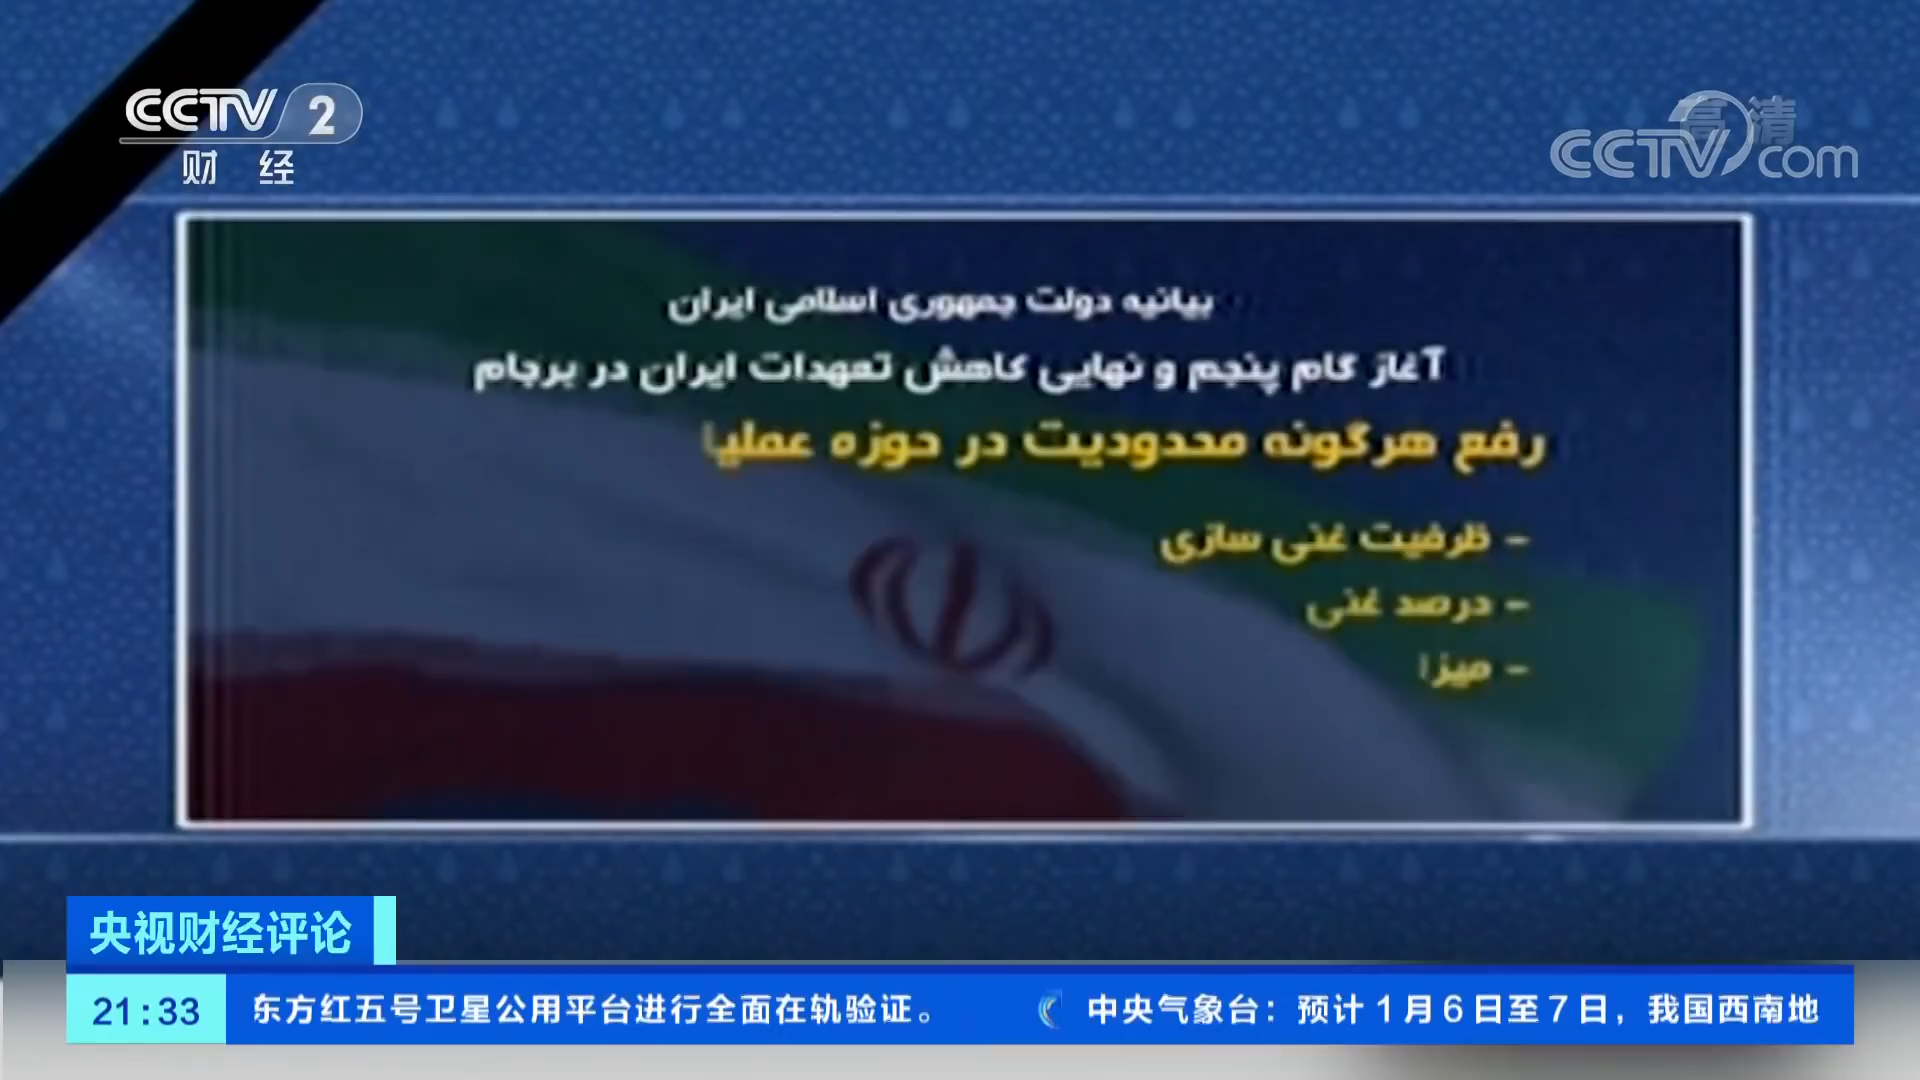 CCTV 2
财经
高清
CCTV com
بیانیه دولت جمهوری اسلامی ایران
آغاز گام پنجم و نهایی کاهش تعهدات ایران در برجام
رفع هرگونه محدودیت در حوزه عملیا
- ظرفیت غنی سازی
- درصد غنی
- میزا
央视财经评论
21:33 东方红五号卫星公用平台进行全面在轨验证。 中央气象台：预计1月6日至7日，我国西南地